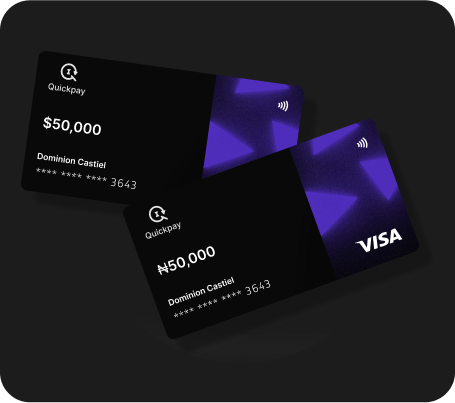 Quickpay
$50,000
Dominion Castiel
**** **** **** 3643
Quickpay
₦50,000
Dominion Castiel
**** **** **** 3643
VISA